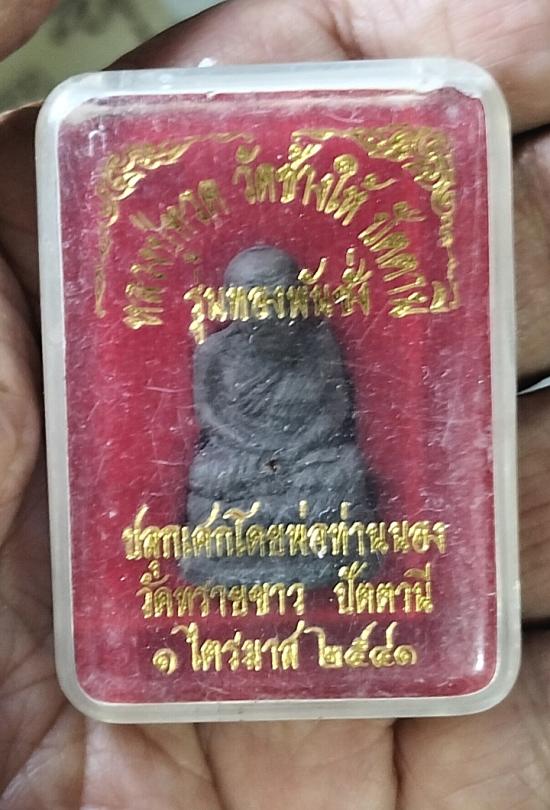 หลวงปู่ทวด วัดช้างให้ ปัตตานี
รุ่นทองพันชั่ง
ปลุกเศกโดยพ่อท่านนอง
วัดทรายขาว ปัตตานี
๑ ไตรมาส ๒๕๔๑